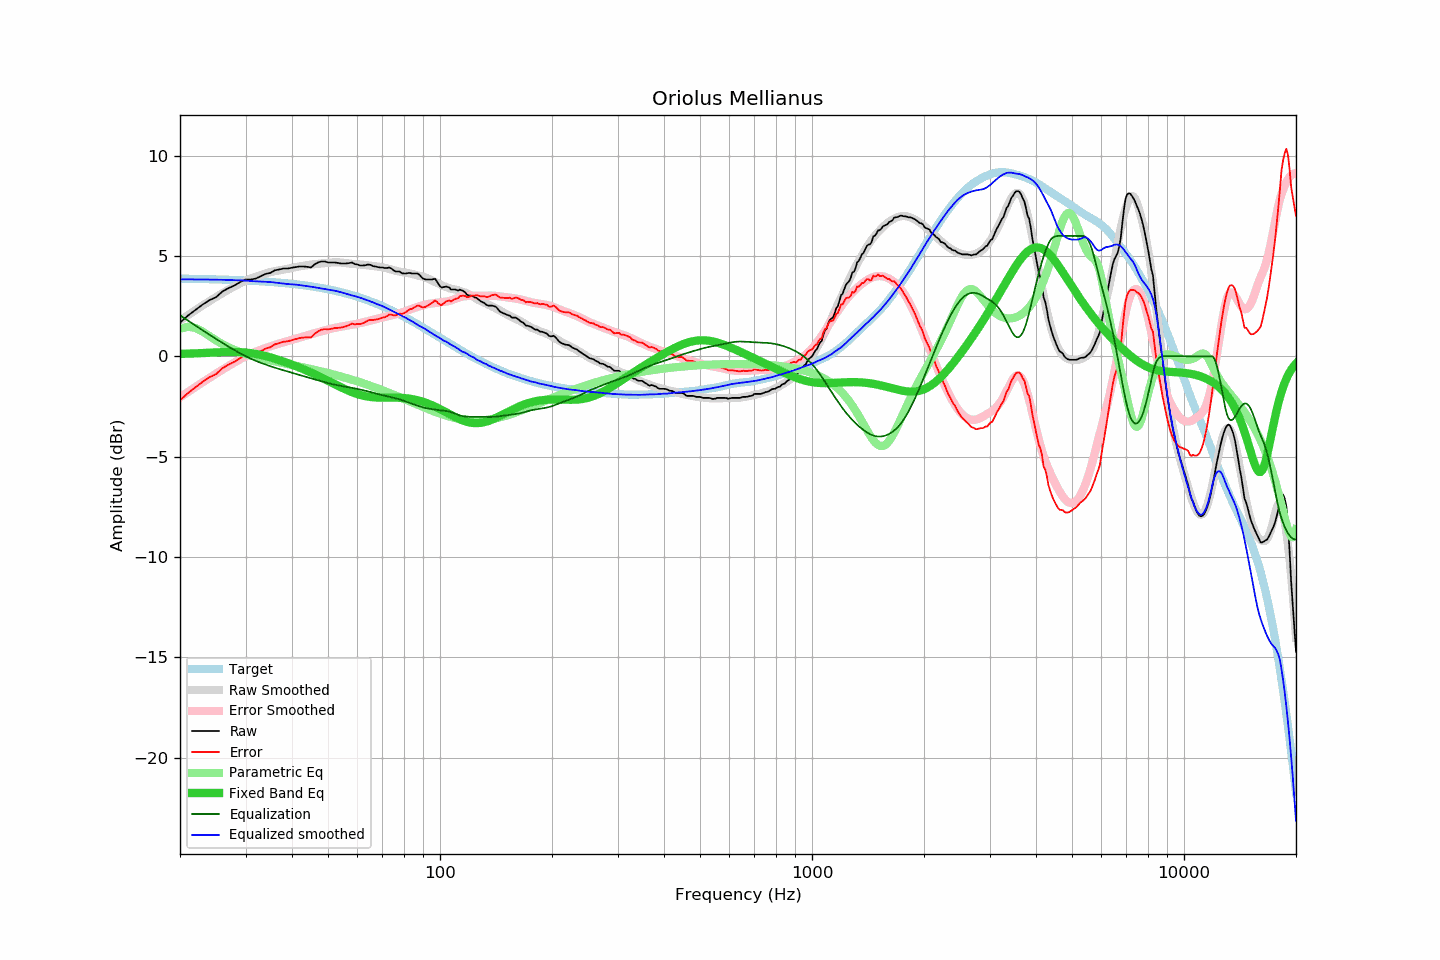 Oriolus Mellianus
10
5
0
−5
−10
−15
−20
Amplitude (dBr)
Target
Raw Smoothed
Error Smoothed
Raw
Error
Parametric Eq
Fixed Band Eq
Equalization
Equalized smoothed
100 1000 10000
Frequency (Hz)